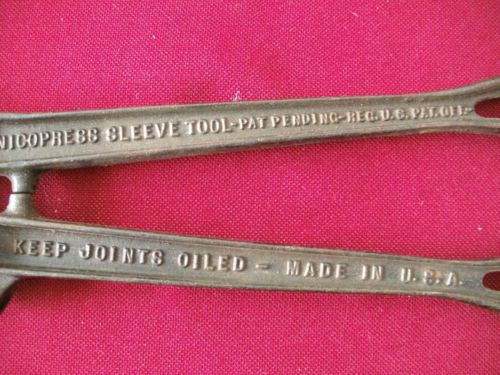 NICOPRESS SLEEVE TOOL-PAT PENDING-REG. U.S. PAT. OFF.
KEEP JOINTS OILED - MADE IN U.S.A.